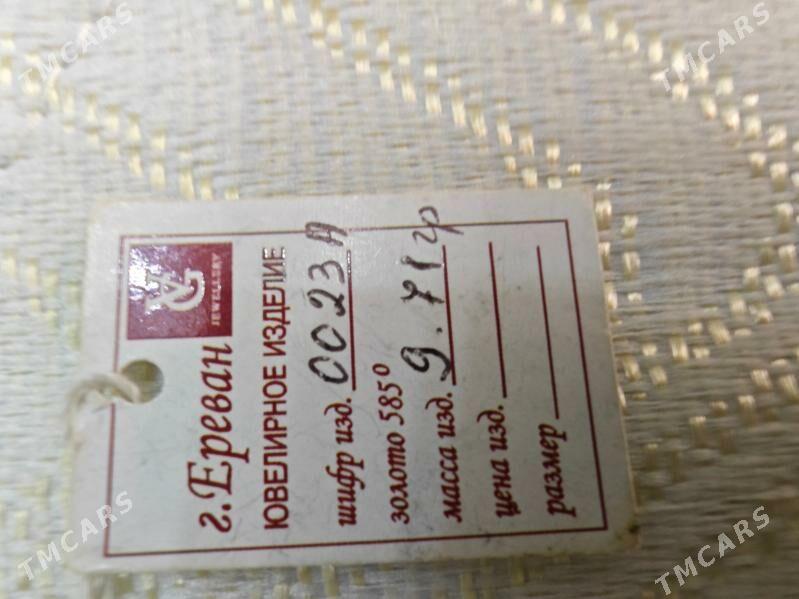 JEWELLERY
г.Ереван
ЮВЕЛИРНОЕ ИЗДЕЛИЕ
шифр изд. 0023А
золото 585°
масса изд. 9.71гр
цена изд.
размер
TMCARS
TMCARS
TMCARS
TMCARS